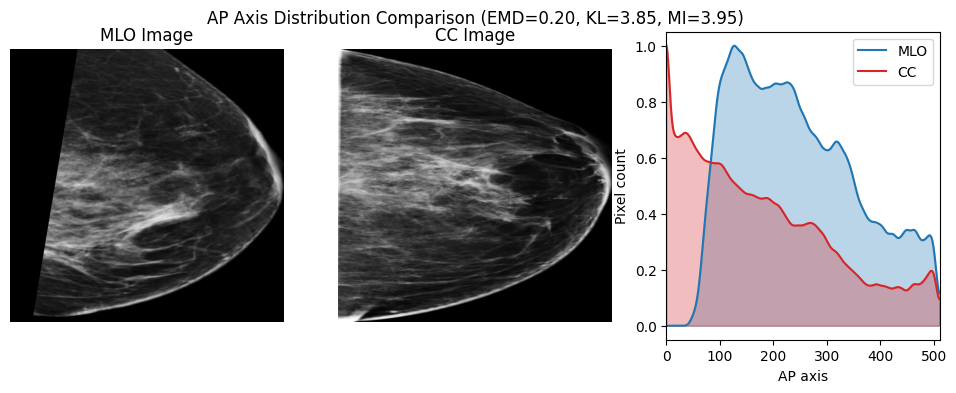 AP Axis Distribution Comparison (EMD=0.20, KL=3.85, MI=3.95)
MLO Image
CC Image
MLO
CC
Pixel count
1.0
0.8
0.6
0.4
0.2
0.0
0 100 200 300 400 500
AP axis